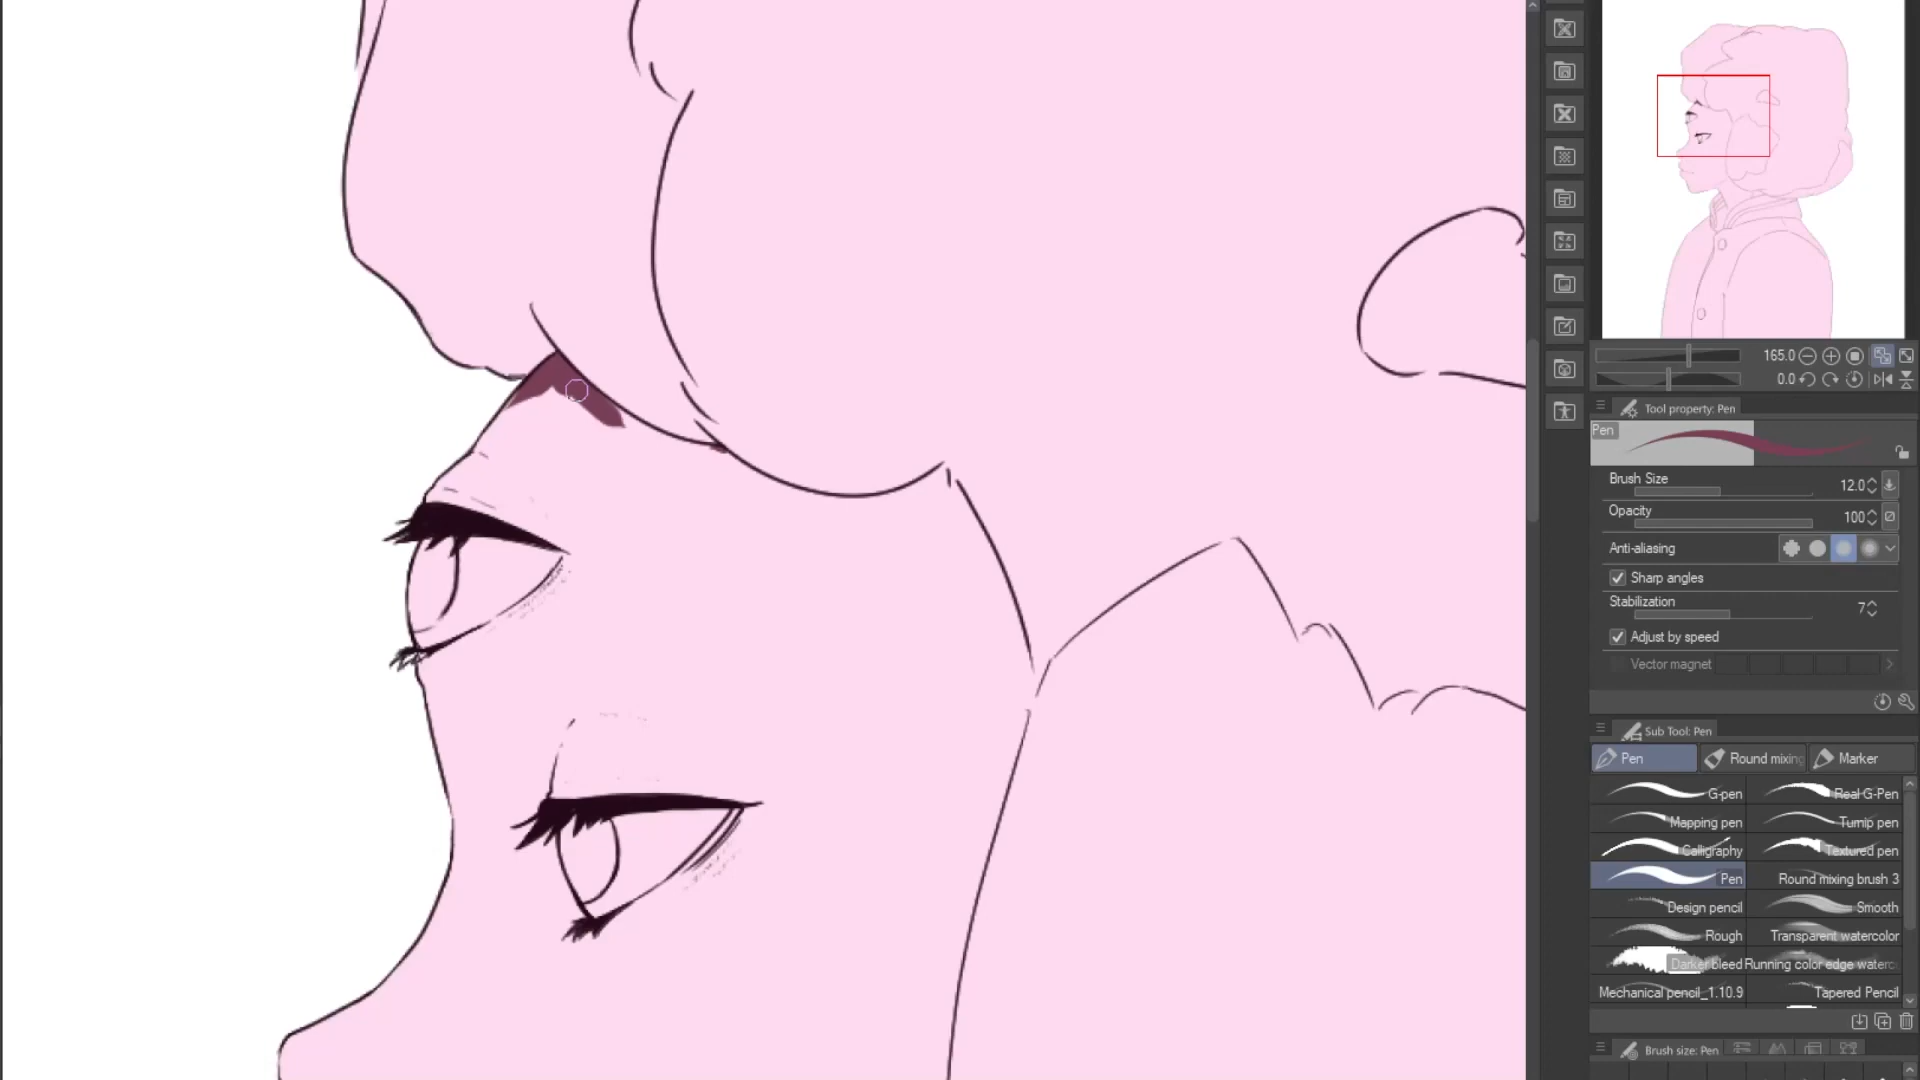 165.0
0.0
Tool property: Pen
Pen
Brush Size
12.0
Opacity
100
Anti-aliasing
Sharp angles
Stabilization
7
Adjust by speed
Vector magnet
Sub Tool: Pen
Pen Round mixing Marker
G-pen Real G-Pen
Mapping pen Turnip pen
Calligraphy Textured pen
Pen Round mixing brush 3
Design pencil Smooth
Rough Transparent watercolor
Darker bleed Running color edge waterc
Mechanical pencil_1.10.9 Tapered Pencil
Brush size: Pen